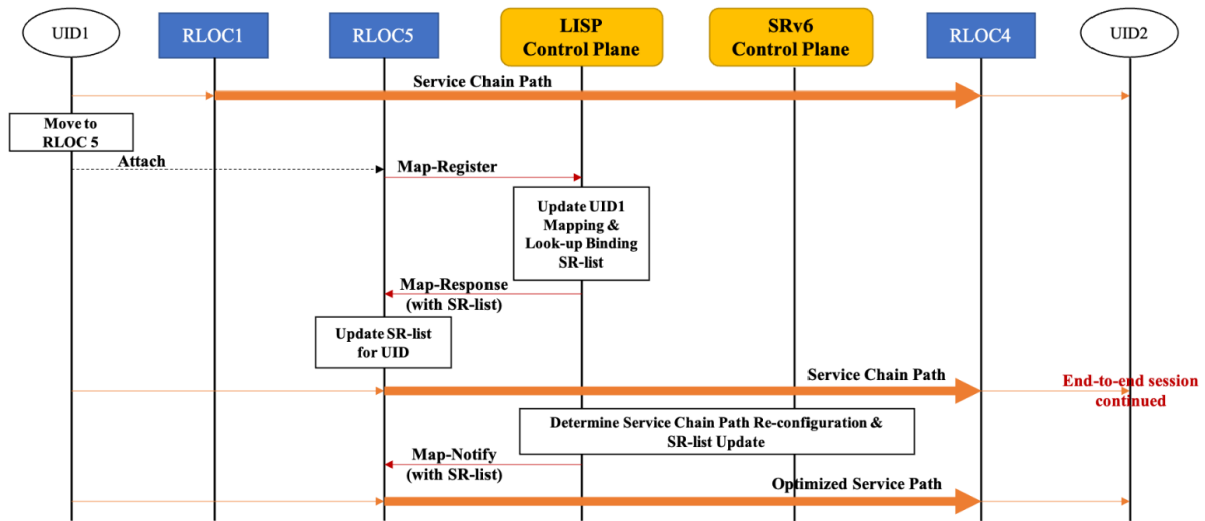 UID1
RLOC1
RLOC5
LISP
Control Plane
SRv6
Control Plane
RLOC4
UID2
Service Chain Path
Move to
RLOC 5
Attach
Map-Register
Update UID1
Mapping &
Look-up Binding
SR-list
Map-Response
(with SR-list)
Update SR-list
for UID
Service Chain Path
End-to-end session
continued
Determine Service Chain Path Re-configuration &
SR-list Update
Map-Notify
(with SR-list)
Optimized Service Path